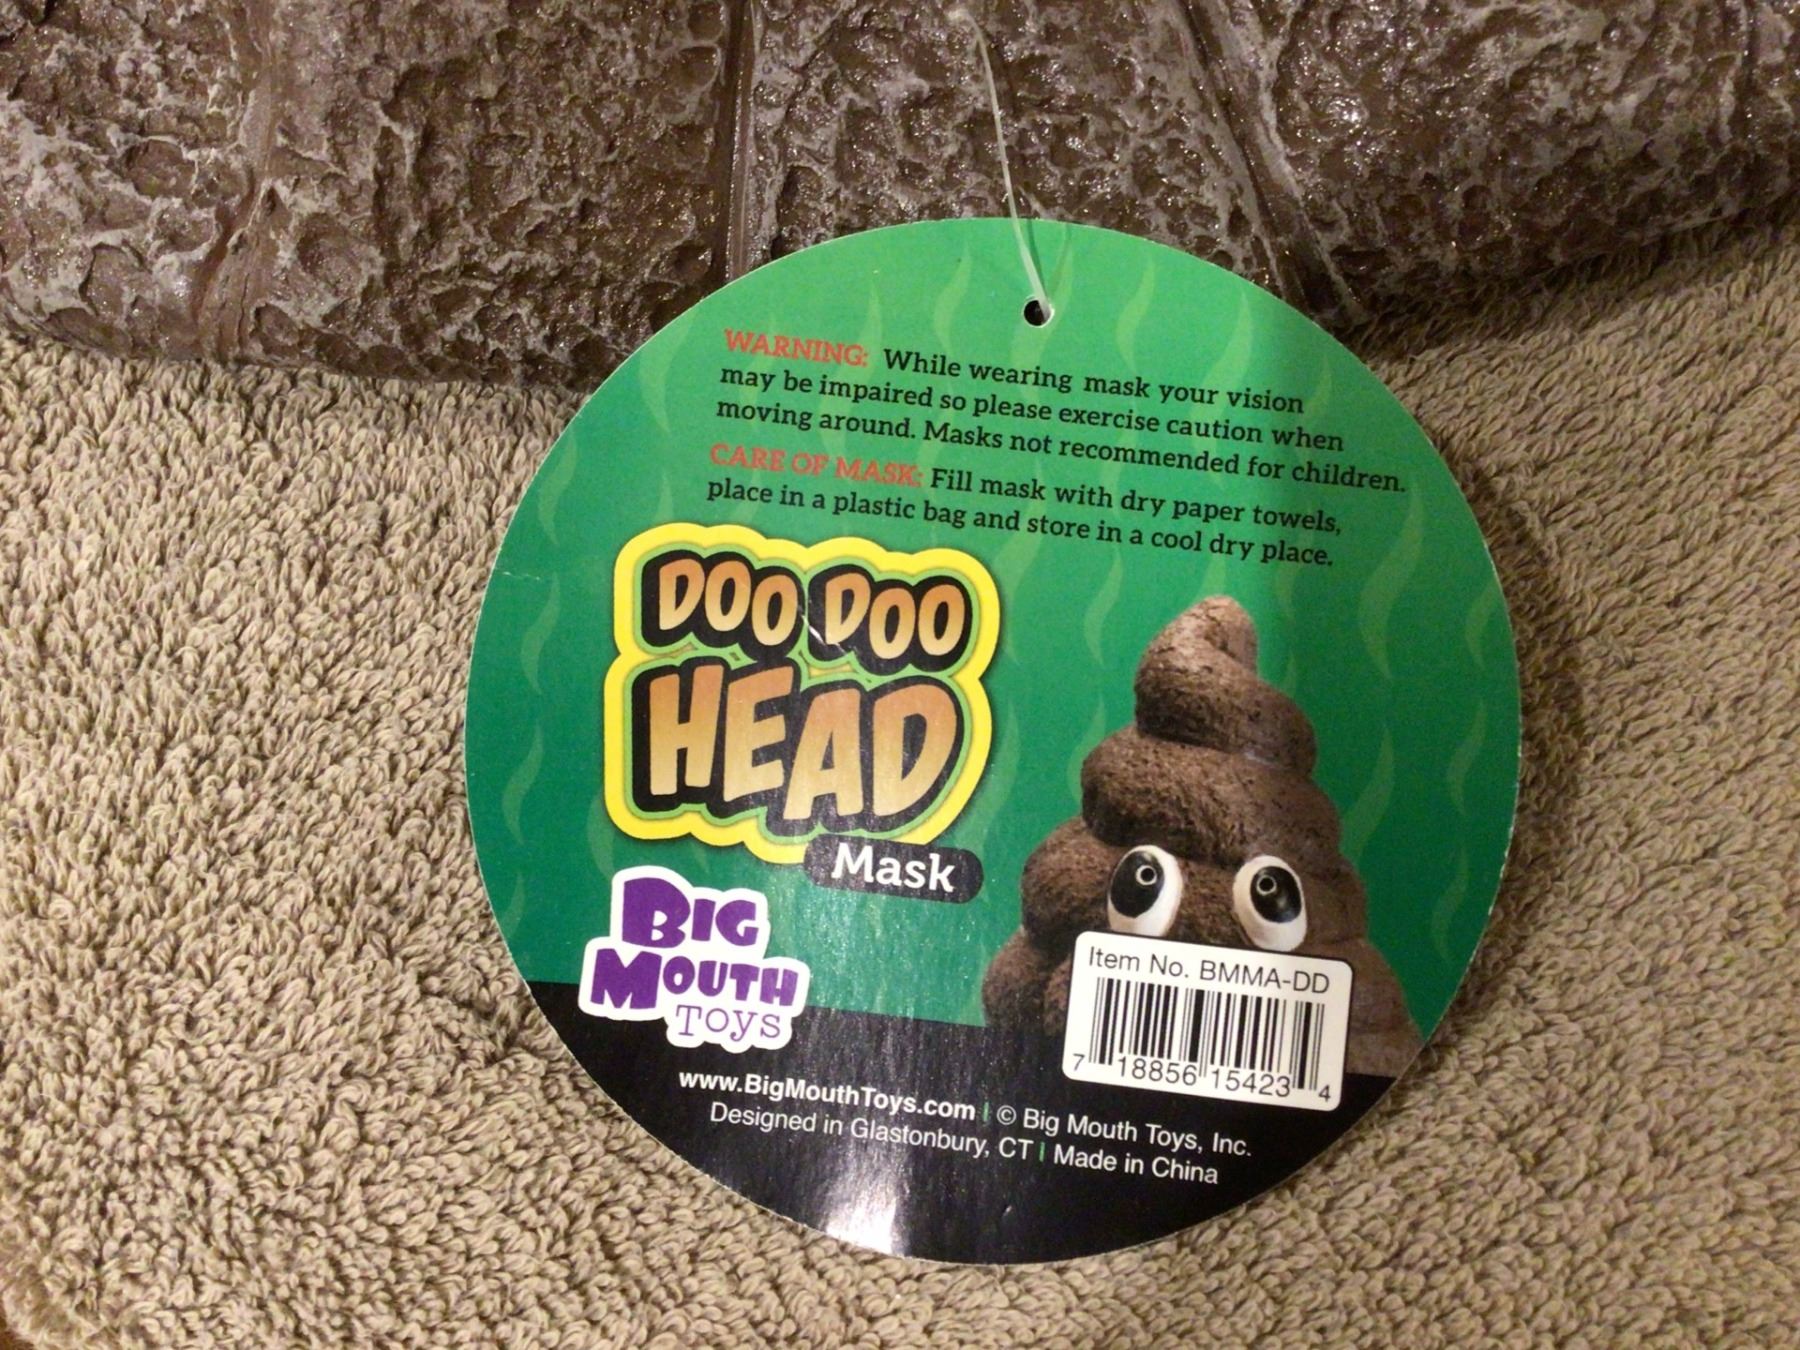 WARNING: While wearing mask your vision
may be impaired so please exercise caution when
moving around. Masks not recommended for children.
CARE OF MASK: Fill mask with dry paper towels,
place in a plastic bag and store in a cool dry place.
DOO DOO
HEAD
Mask
BIG
MOUTH
TOYS
Item No. BMMA-DD
7 18856 15423 4
www.BigMouthToys.com | © Big Mouth Toys, Inc.
Designed in Glastonbury, CT | Made in China